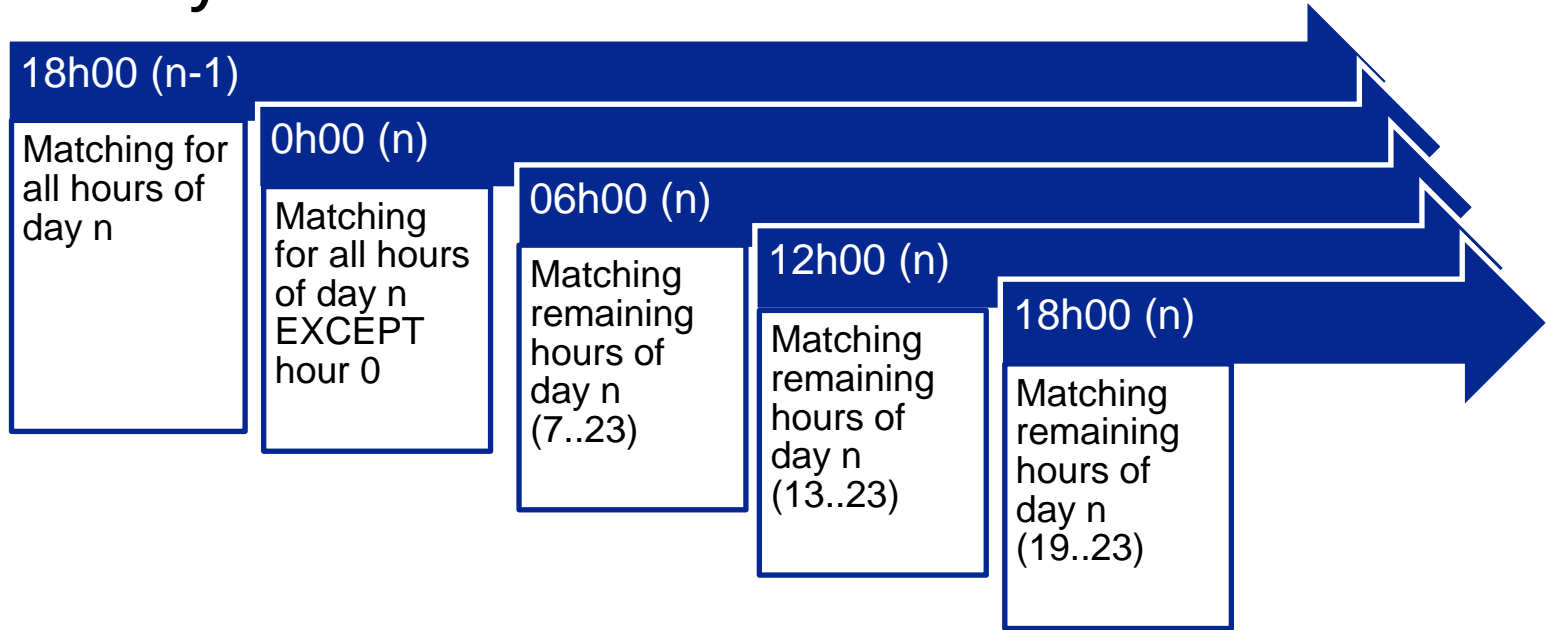 18h00 (n-1)
Matching for
all hours of
day n
0h00 (n)
Matching
for all hours
of day n
EXCEPT
hour 0
06h00 (n)
Matching
remaining
hours of
day n
(7..23)
12h00 (n)
Matching
remaining
hours of
day n
(13..23)
18h00 (n)
Matching
remaining
hours of
day n
(19..23)